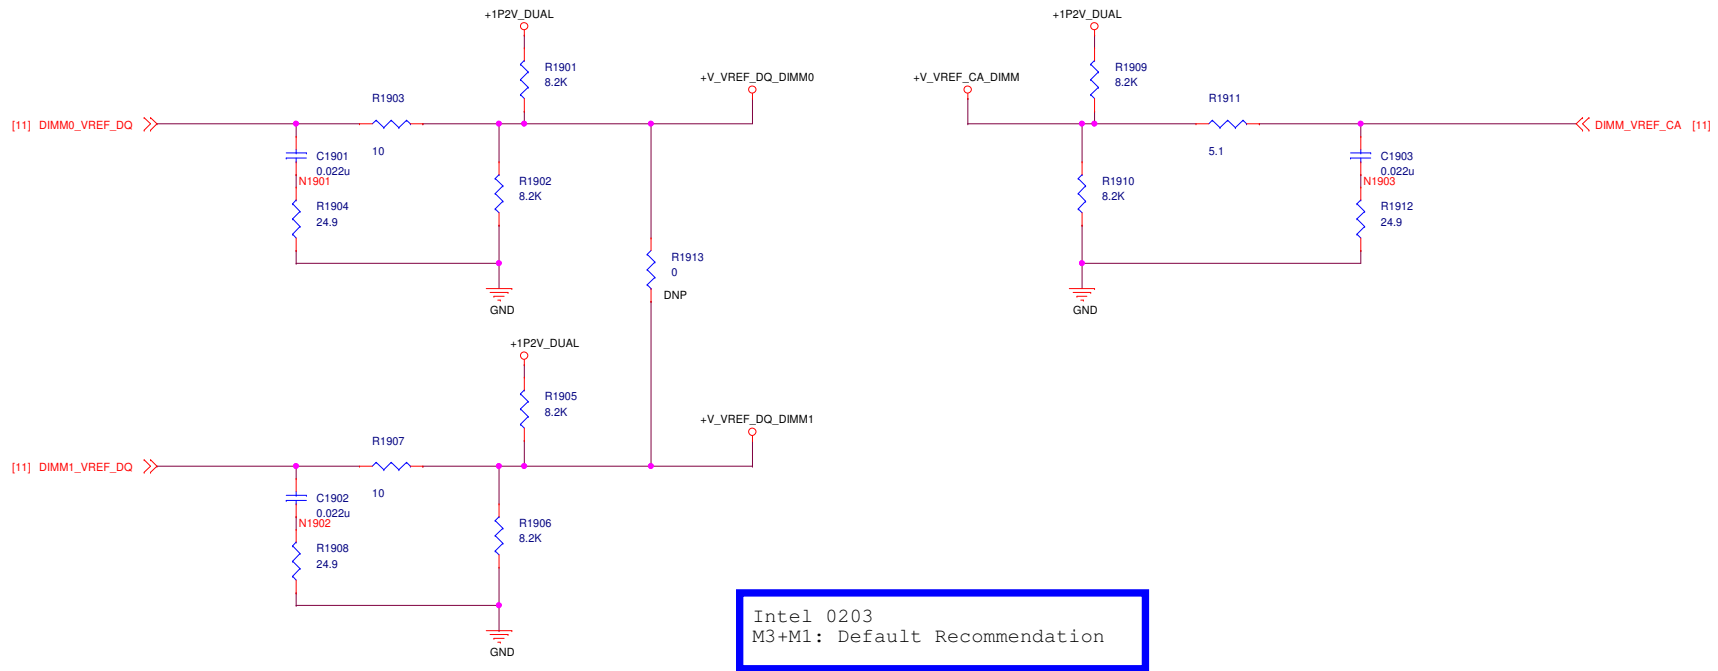 +1P2V_DUAL
R1901
8.2K
+V_VREF_DQ_DIMM0
R1903
[11] DIMM0_VREF_DQ
10
C1901
0.022u
N1901
R1904
24.9
R1902
8.2K
R1913
0
DNP
GND
+1P2V_DUAL
R1905
8.2K
+V_VREF_DQ_DIMM1
R1907
[11] DIMM1_VREF_DQ
10
C1902
0.022u
N1902
R1908
24.9
R1906
8.2K
GND
+1P2V_DUAL
R1909
8.2K
+V_VREF_CA_DIMM
R1911
DIMM_VREF_CA [11]
5.1
C1903
0.022u
N1903
R1910
8.2K
R1912
24.9
GND
Intel 0203
M3+M1: Default Recommendation